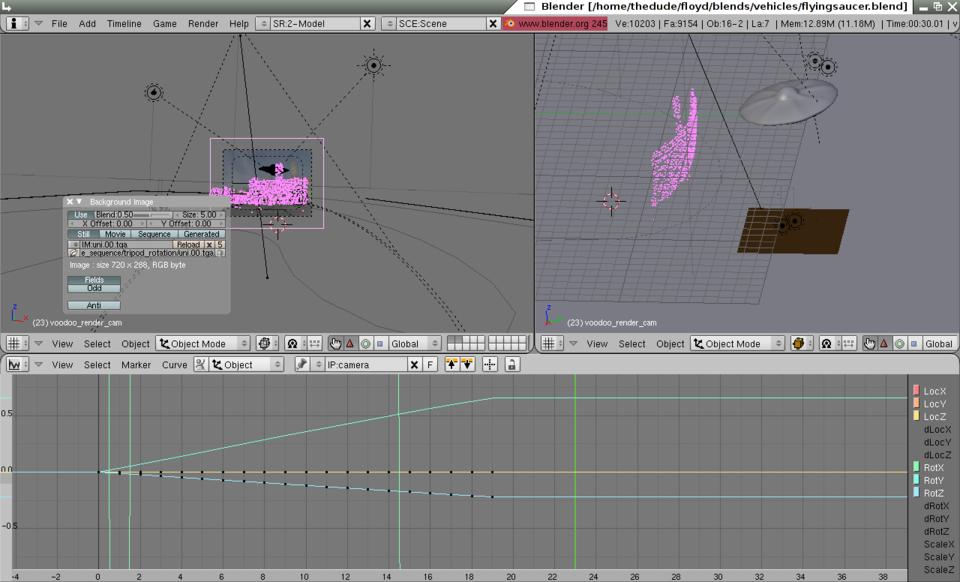 Blender [/home/thedude/floyd/blends/vehicles/flyingsaucer.blend]
File Add Timeline Game Render Help SR:2-Model SCE:Scene www.blender.org 245 Ve:10203 | Fa:9154 | Ob:16-2 | La:7 | Mem:12.89M (11.18M) | Time:00:30.01 | v
Background Image
Use Blend:0.50 Size: 5.00
X Offset: 0.00 Y Offset: 0.00
Still Movie Sequence Generated
IM:uni.00.tga Reload X 5
e_sequence/tripod_rotation/uni.00.tga
Image : size 720 x 288, RGB byte
Fields
Odd
Anti
z
x
(23) voodoo_render_cam
z
(23) voodoo_render_cam
View Select Object Object Mode Global
View Select Object Object Mode Global
View Select Marker Curve Object IP:camera F
0.5
0.0
-0.5
-4 -2 0 2 4 6 8 10 12 14 16 18 20 22 24 26 28 30 32 34 36 38
LocX
LocY
LocZ
dLocX
dLocY
dLocZ
RotX
RotY
RotZ
dRotX
dRotY
dRotZ
ScaleX
ScaleY
ScaleZ